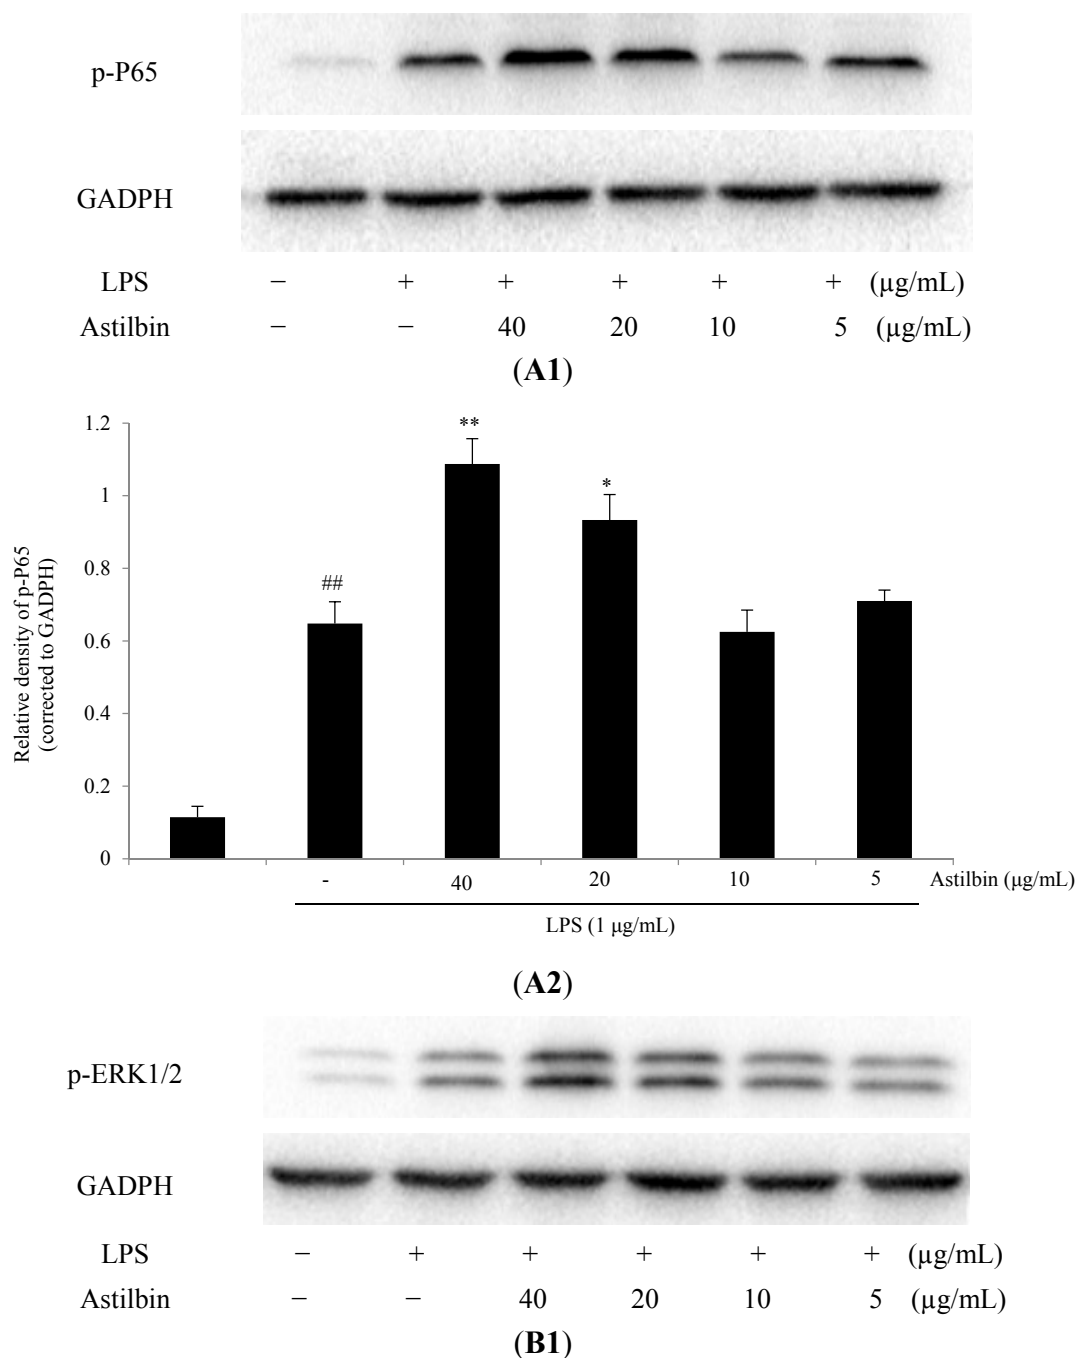 p-P65
GADPH
LPS − + + + + + (µg/mL)
Astilbin − − 40 20 10 5 (µg/mL)
(A1)
Relative density of p-P65
(corrected to GADPH)
1.2
1
0.8
0.6
0.4
0.2
0
##
**
*
- 40 20 10 5 Astilbin (µg/mL)
LPS (1 µg/mL)
(A2)
p-ERK1/2
GADPH
LPS − + + + + + (µg/mL)
Astilbin − − 40 20 10 5 (µg/mL)
(B1)